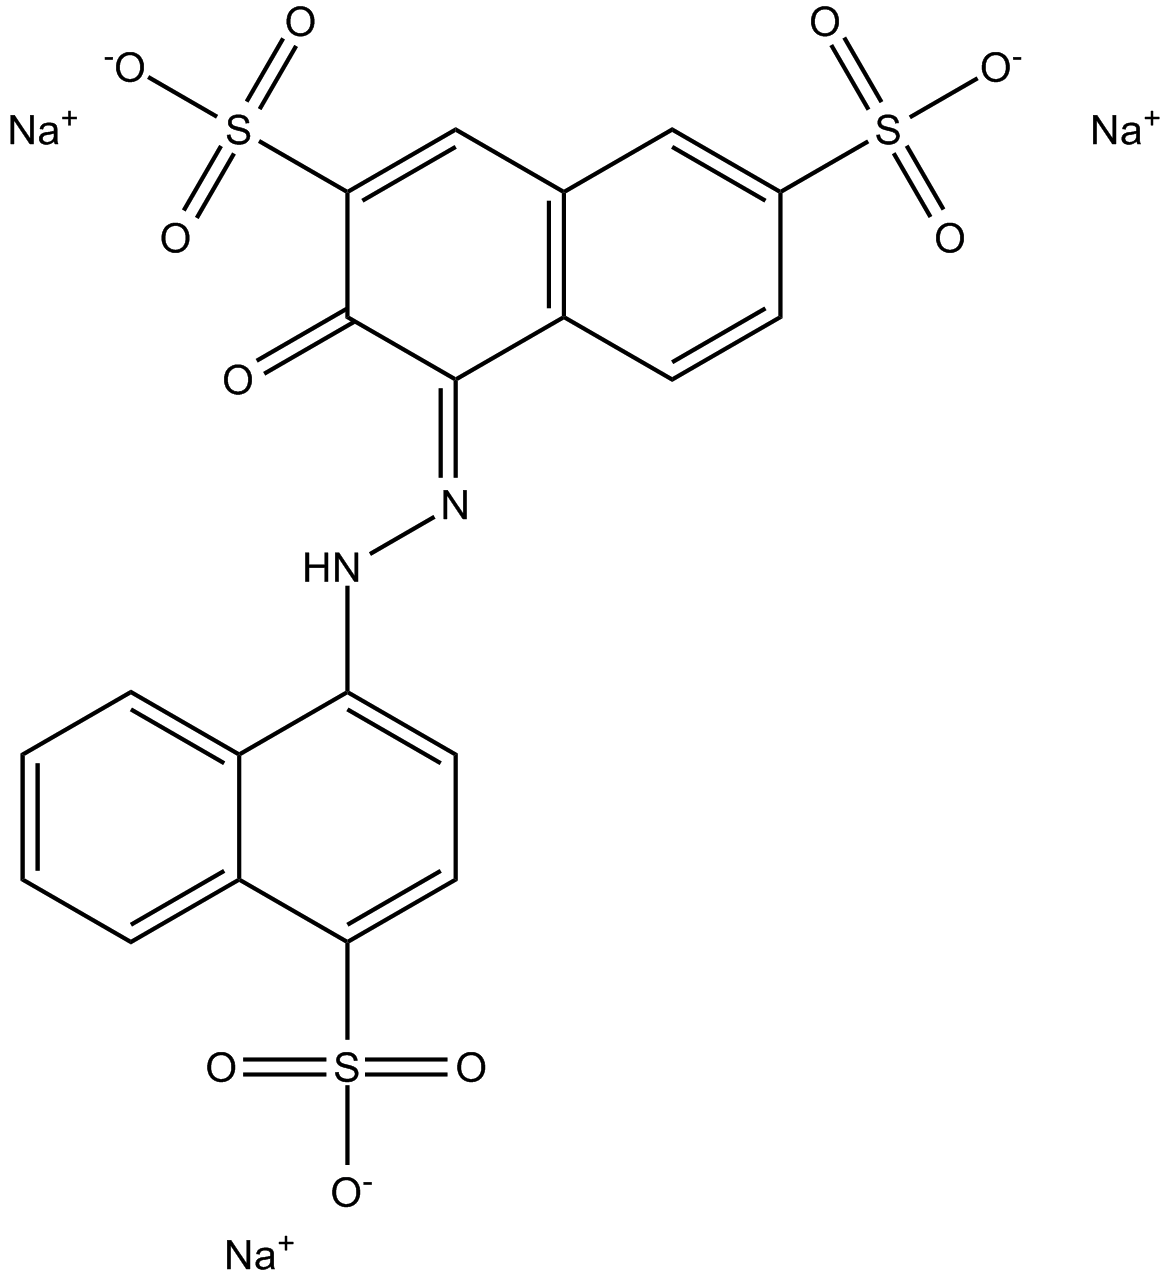 O O
⁻O O⁻
Na⁺ S S Na⁺
O O
O
N
HN
O S O
O⁻
Na⁺